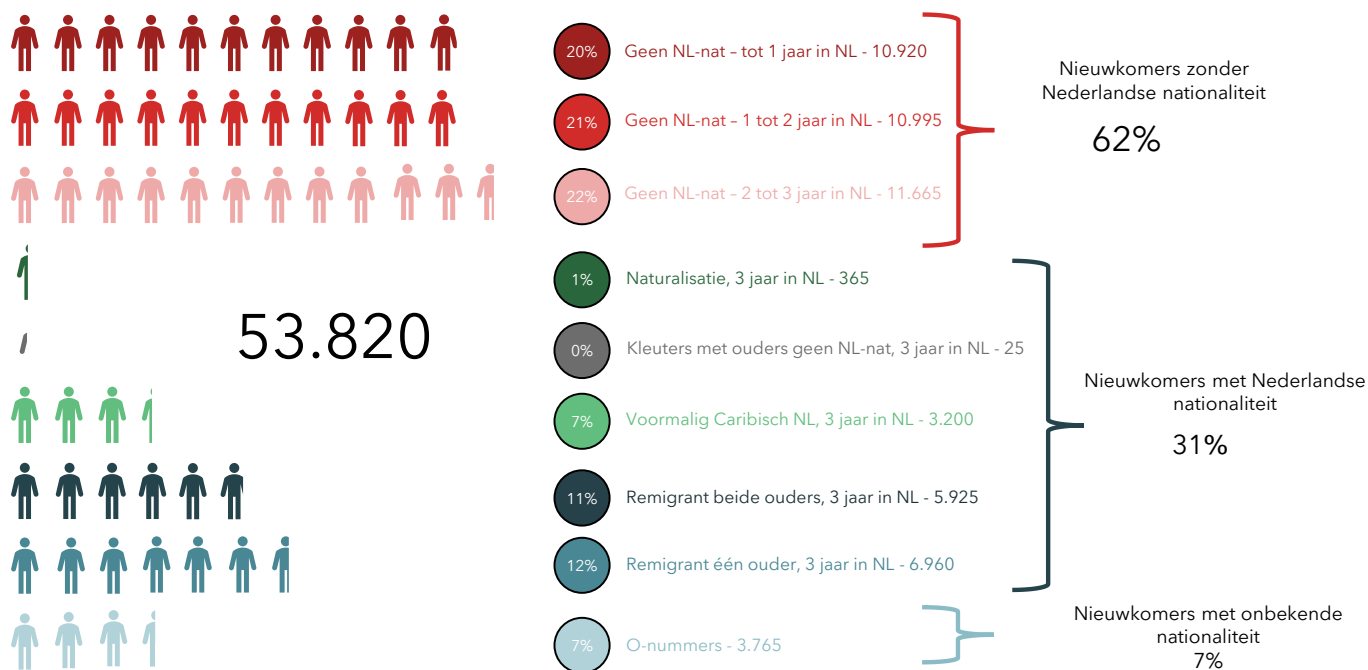 20%
Geen NL-nat – tot 1 jaar in NL - 10.920
21%
Geen NL-nat – 1 tot 2 jaar in NL - 10.995
22%
Geen NL-nat – 2 tot 3 jaar in NL - 11.665
Nieuwkomers zonder
Nederlandse nationaliteit
62%
53.820
1%
Naturalisatie, 3 jaar in NL - 365
0%
Kleuters met ouders geen NL-nat, 3 jaar in NL - 25
7%
Voormalig Caribisch NL, 3 jaar in NL - 3.200
11%
Remigrant beide ouders, 3 jaar in NL - 5.925
12%
Remigrant één ouder, 3 jaar in NL - 6.960
Nieuwkomers met Nederlandse
nationaliteit
31%
7%
O-nummers - 3.765
Nieuwkomers met onbekende
nationaliteit
7%